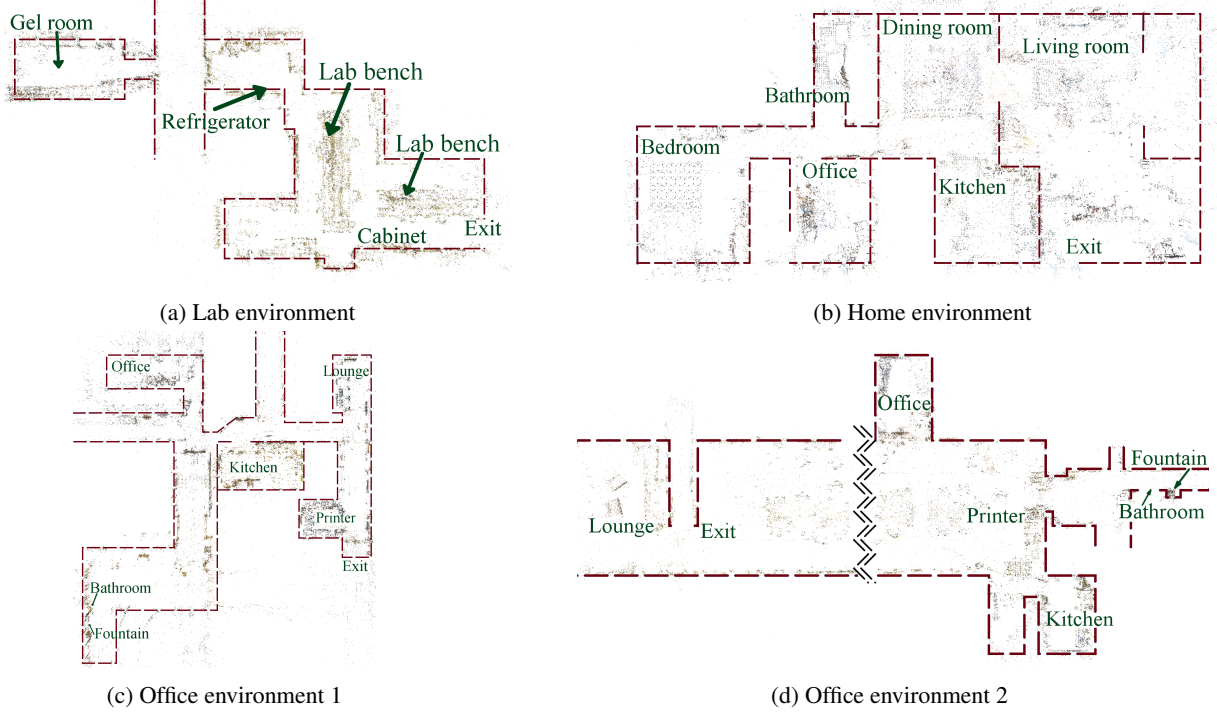 Gel room
Lab bench
Refrigerator
Lab bench
Exit
Cabinet
(a) Lab environment
Dining room
Living room
Bathroom
Bedroom
Office
Kitchen
Exit
(b) Home environment
Office
Lounge
Kitchen
Printer
Exit
Bathroom
Fountain
(c) Office environment 1
Office
Fountain
Lounge
Exit
Printer
Bathroom
Kitchen
(d) Office environment 2